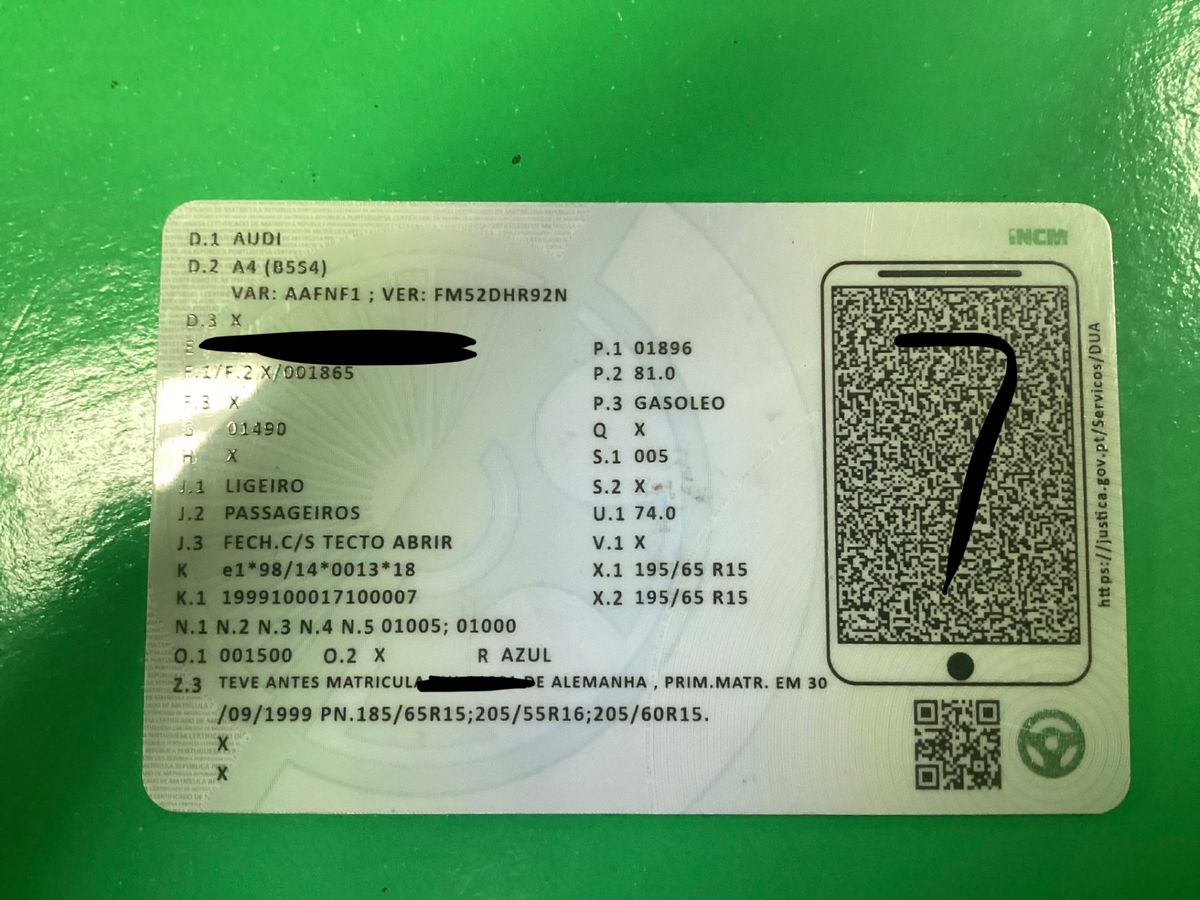 iNCM
D.1 AUDI
D.2 A4 (B5S4)
VAR: AAFNF1 ; VER: FM52DHR92N
D.3 X
E
F.1/F.2 X/001865
F.3 X
G 01490
H X
J.1 LIGEIRO
J.2 PASSAGEIROS
J.3 FECH.C/S TECTO ABRIR
K e1*98/14*0013*18
K.1 1999100017100007
N.1 N.2 N.3 N.4 N.5 01005; 01000
O.1 001500 O.2 X R AZUL
Z.3 TEVE ANTES MATRICULA DE ALEMANHA , PRIM.MATR. EM 30
/09/1999 PN.185/65R15;205/55R16;205/60R15.
X
X
P.1 01896
P.2 81.0
P.3 GASOLEO
Q X
S.1 005
S.2 X
U.1 74.0
V.1 X
X.1 195/65 R15
X.2 195/65 R15
https://justica.gov.pt/Servicos/DUA